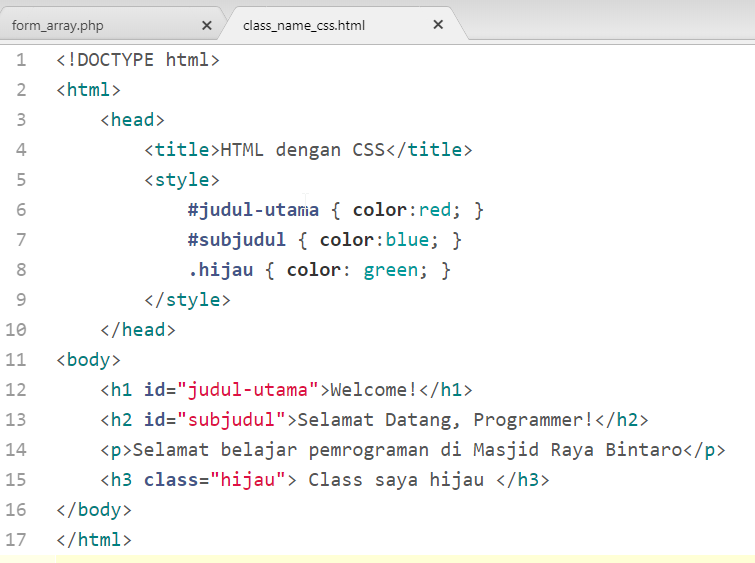 form_array.php × class_name_css.html ×
1 <!DOCTYPE html>
2 <html>
3     <head>
4         <title>HTML dengan CSS</title>
5         <style>
6             #judul-utama { color:red; }
7             #subjudul { color:blue; }
8             .hijau { color: green; }
9         </style>
10     </head>
11 <body>
12     <h1 id="judul-utama">Welcome!</h1>
13     <h2 id="subjudul">Selamat Datang, Programmer!</h2>
14     <p>Selamat belajar pemrograman di Masjid Raya Bintaro</p>
15     <h3 class="hijau"> Class saya hijau </h3>
16 </body>
17 </html>